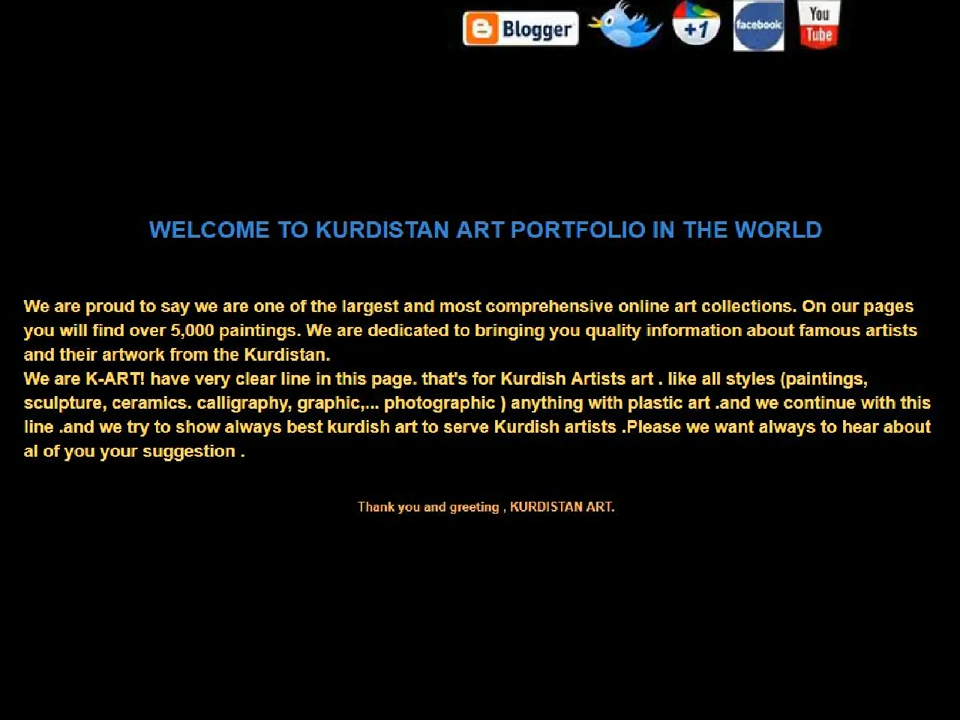 Blogger
+1
facebook
You
Tube
WELCOME TO KURDISTAN ART PORTFOLIO IN THE WORLD
We are proud to say we are one of the largest and most comprehensive online art collections. On our pages
you will find over 5,000 paintings. We are dedicated to bringing you quality information about famous artists
and their artwork from the Kurdistan.
We are K-ART! have very clear line in this page. that's for Kurdish Artists art . like all styles (paintings,
sculpture, ceramics. calligraphy, graphic,... photographic ) anything with plastic art .and we continue with this
line .and we try to show always best kurdish art to serve Kurdish artists .Please we want always to hear about
al of you your suggestion .
Thank you and greeting , KURDISTAN ART.